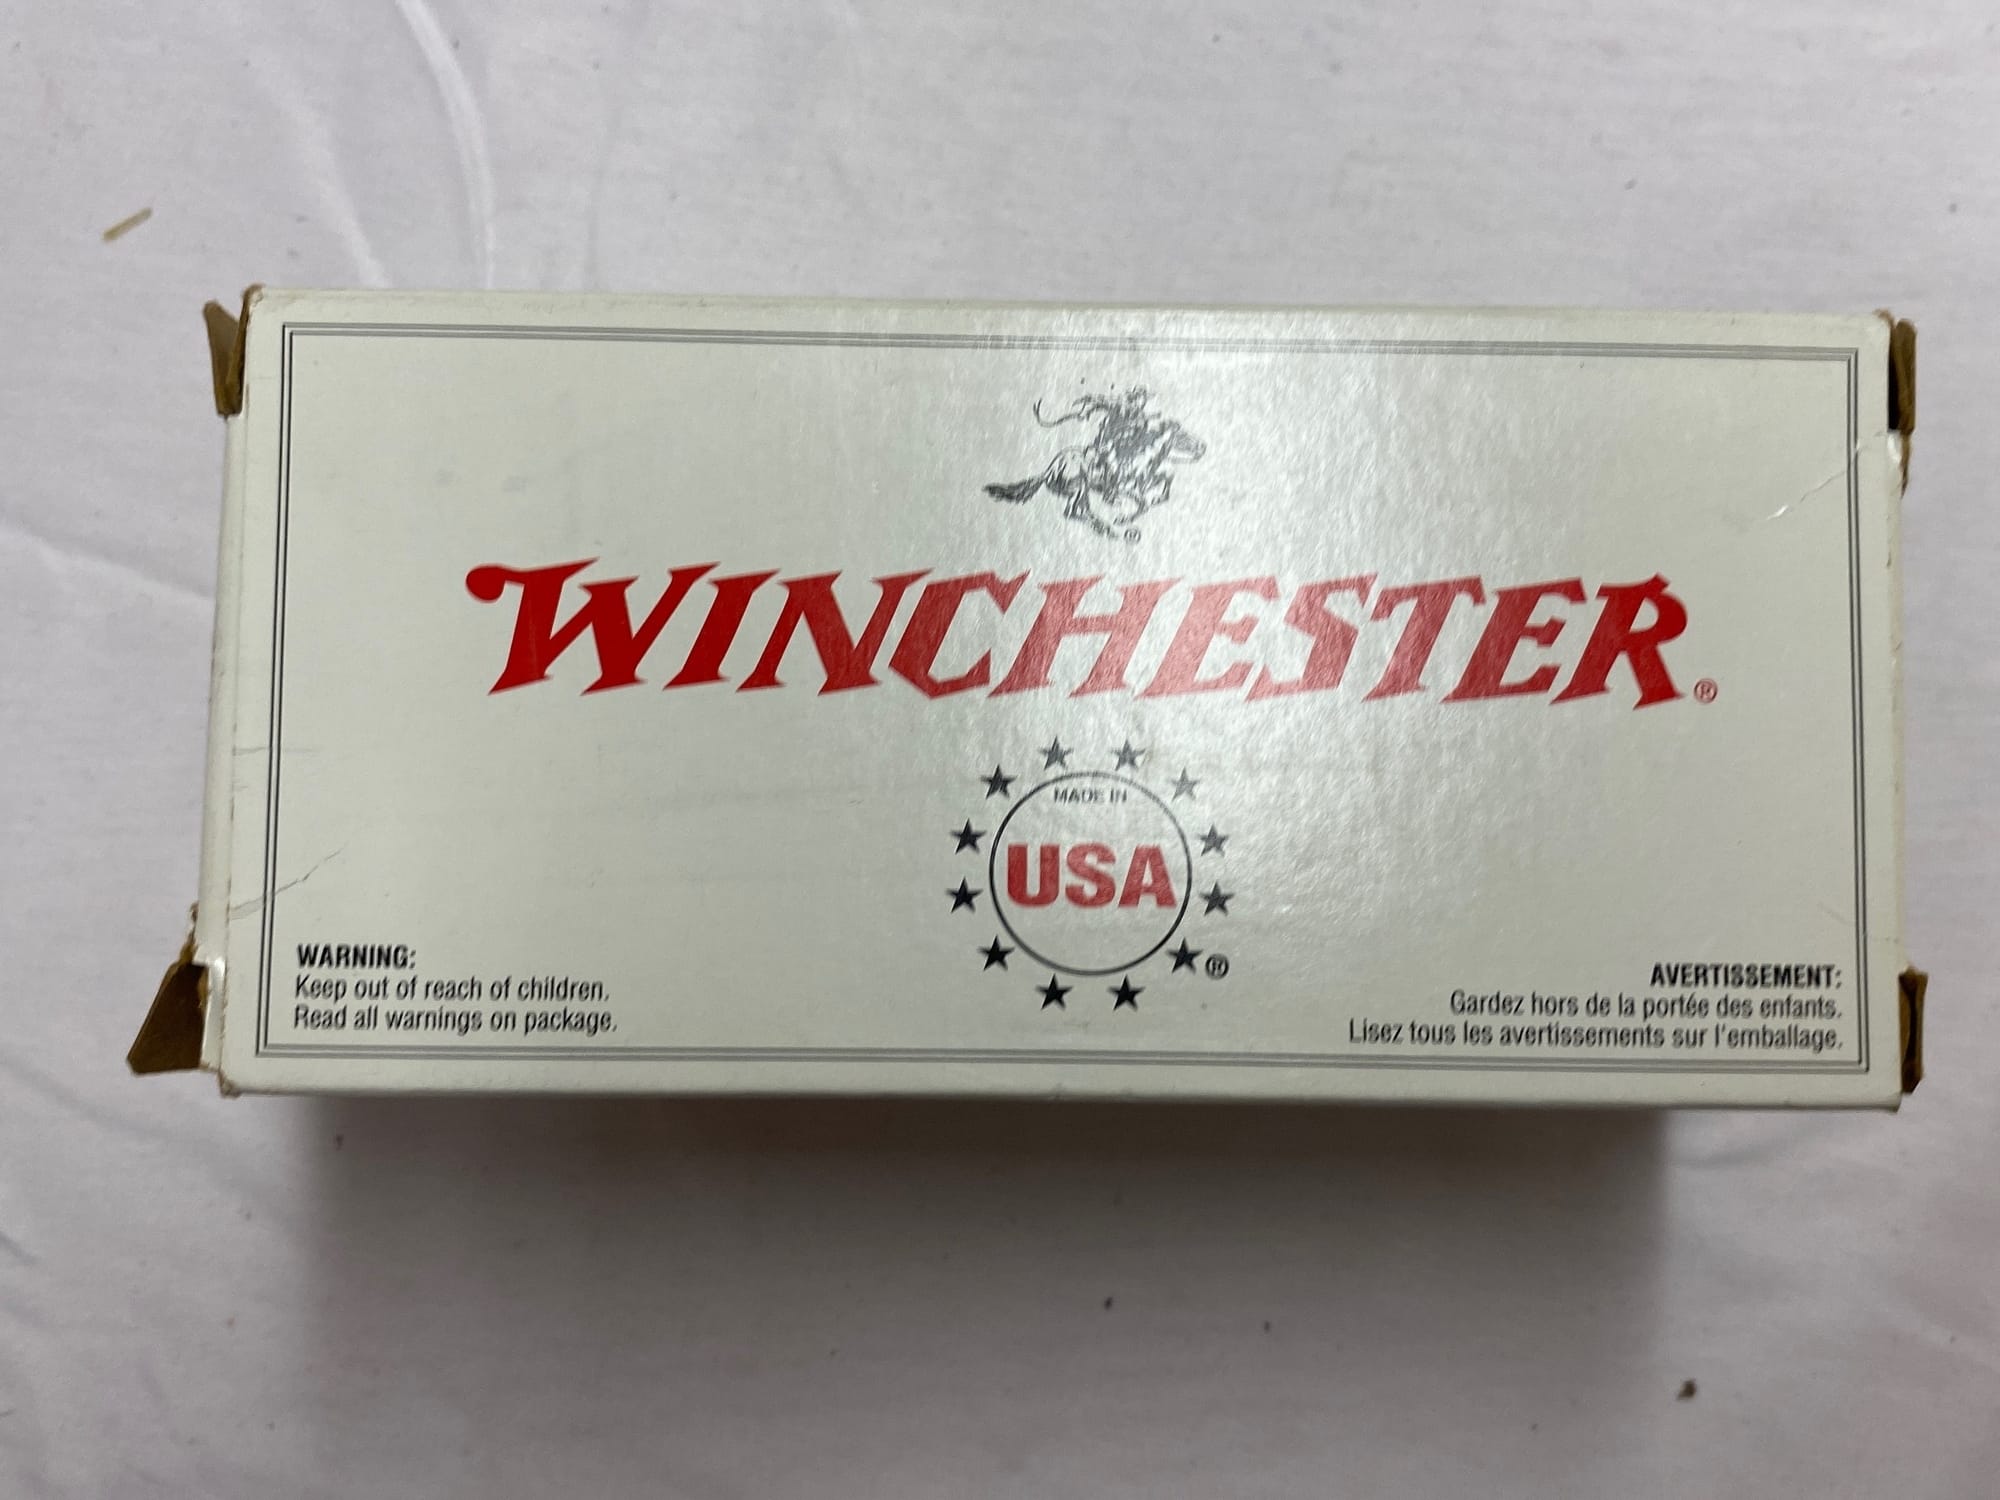 WINCHESTER®
MADE IN
USA
®
WARNING:
Keep out of reach of children.
Read all warnings on package.
AVERTISSEMENT:
Gardez hors de la portée des enfants.
Lisez tous les avertissements sur l'emballage.